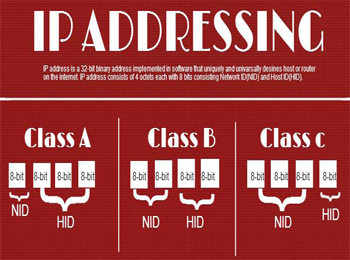 IP ADDRESSING
IP address is a 32-bit binary address implemented in software that uniquely and univarsally desines host or router
on the internet. IP address consists of 4 octets each with 8 bits consisting Network ID(NID) and Host ID(HID).
Class A
8-bit 8-bit 8-bit 8-bit
NID HID
Class B
8-bit 8-bit 8-bit 8-bit
NID HID
Class c
8-bit 8-bit 8-bit 8-bit
NID HID